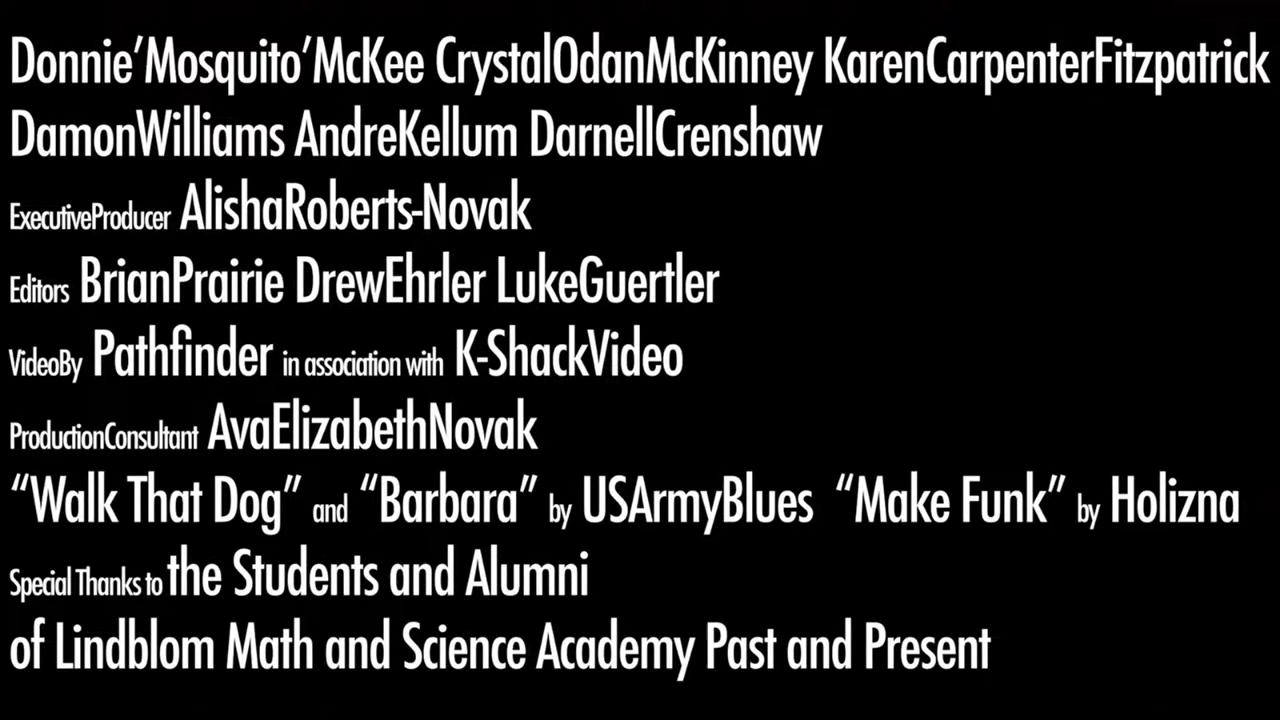 Donnie’Mosquito’McKee CrystalOdanMcKinney KarenCarpenterFitzpatrick
DamonWilliams AndreKellum DarnellCrenshaw
ExecutiveProducer AlishaRoberts-Novak
Editors BrianPrairie DrewEhrler LukeGuertler
VideoBy Pathfinder in association with K-ShackVideo
ProductionConsultant AvaElizabethNovak
“Walk That Dog” and “Barbara” by USArmyBlues “Make Funk” by Holizna
Special Thanks to the Students and Alumni
of Lindblom Math and Science Academy Past and Present